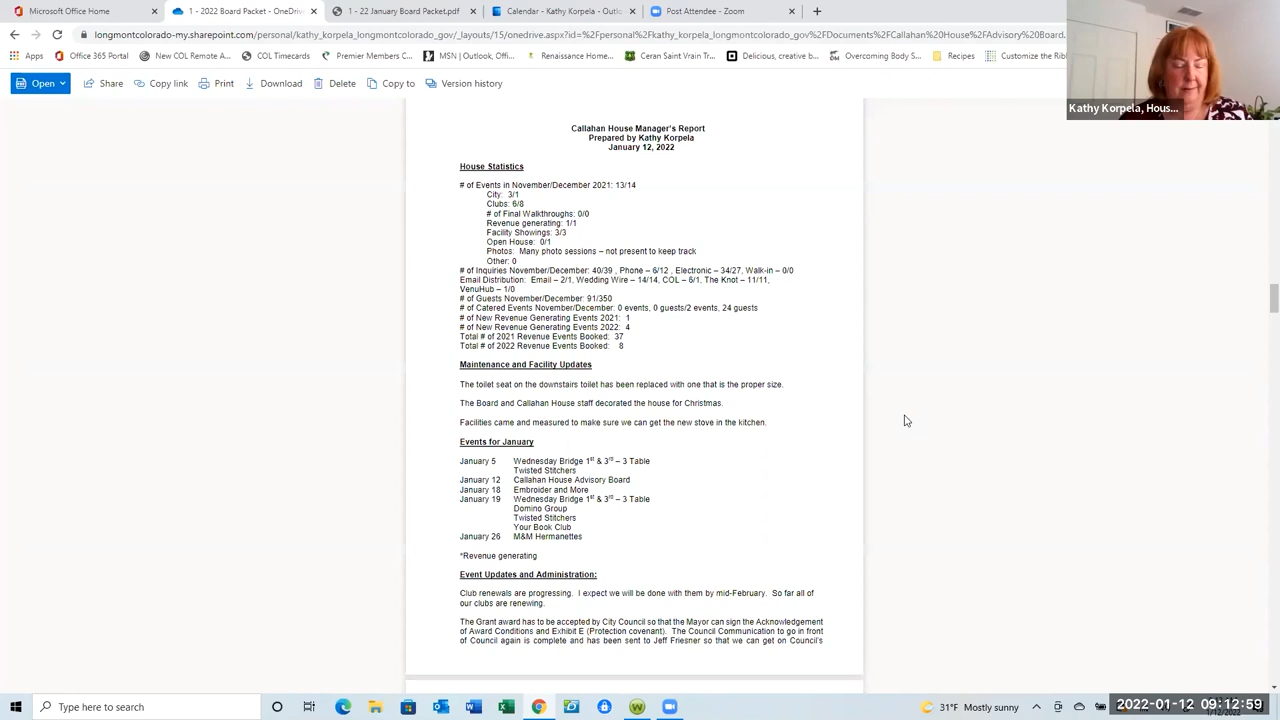 Microsoft Office Home
1 - 2022 Board Packet - OneDriv
1 - 22 January Board Packet.pdf
Calendar - Kathy Korpela - Outlo
Post Attendee - Zoom
longmontcolorado-my.sharepoint.com/personal/kathy_korpela_longmontcolorado_gov/_layouts/15/onedrive.aspx?id=%2Fpersonal%2Fkathy_korpela_longmontcolorado_gov%2FDocuments%2FCallahan%20House%2FAdvisory%20Board.
Apps
Office 365 Portal
New COL Remote A...
Trek Project Center
Premier Members C...
MSN | Outlook, Offi...
Renaissance Home...
Ceran Saint Vrain Tr...
Delicious, creative b...
Overcoming Body S...
Recipes
Customize the Rib
Open
Share
Copy link
Print
Download
Delete
Copy to
Version history
Kathy Korpela, Hous...
Callahan House Manager's Report
Prepared by Kathy Korpela
January 12, 2022
House Statistics
# of Events in November/December 2021: 13/14
City: 3/1
Clubs: 6/8
# of Final Walkthroughs: 0/0
Revenue generating: 1/1
Facility Showings: 3/3
Open House: 0/1
Photos: Many photo sessions – not present to keep track
Other: 0
# of Inquiries November/December: 40/39 , Phone – 6/12 , Electronic – 34/27, Walk-in – 0/0
Email Distribution: Email – 2/1, Wedding Wire – 14/14, COL – 6/1, The Knot – 11/11,
VenuHub – 1/0
# of Guests November/December: 91/350
# of Catered Events November/December: 0 events, 0 guests/2 events, 24 guests
# of New Revenue Generating Events 2021: 1
# of New Revenue Generating Events 2022: 4
Total # of 2021 Revenue Events Booked: 37
Total # of 2022 Revenue Events Booked: 8
Maintenance and Facility Updates
The toilet seat on the downstairs toilet has been replaced with one that is the proper size.
The Board and Callahan House staff decorated the house for Christmas.
Facilities came and measured to make sure we can get the new stove in the kitchen.
Events for January
January 5 Wednesday Bridge 1st & 3rd – 3 Table
Twisted Stitchers
January 12 Callahan House Advisory Board
January 18 Embroider and More
January 19 Wednesday Bridge 1st & 3rd – 3 Table
Domino Group
Twisted Stitchers
Your Book Club
January 26 M&M Hermanettes
*Revenue generating
Event Updates and Administration:
Club renewals are progressing. I expect we will be done with them by mid-February. So far all of
our clubs are renewing.
The Grant award has to be accepted by City Council so that the Mayor can sign the Acknowledgement
of Award Conditions and Exhibit E (Protection covenant). The Council Communication to go in front
of Council again is complete and has been sent to Jeff Friesner so that we can get on Council's
Type here to search
31°F Mostly sunny
2022-01-12 09:12:59